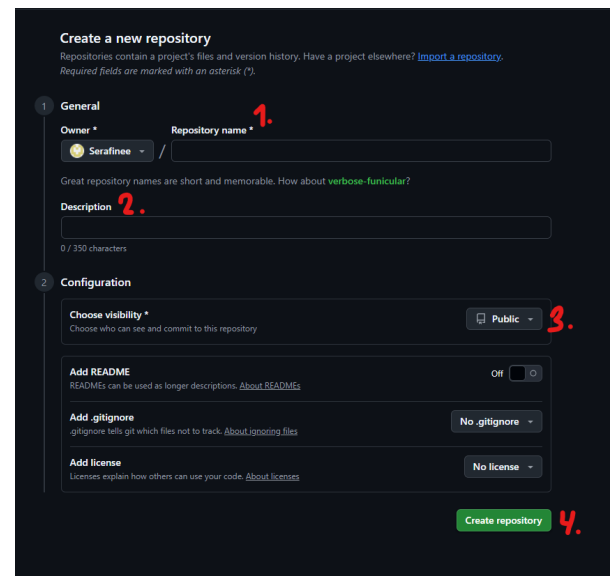 Create a new repository
Repositories contain a project's files and version history. Have a project elsewhere? Import a repository.
Required fields are marked with an asterisk (*).
1 General
1.
Owner * Repository name *
Serafinee /
Great repository names are short and memorable. How about verbose-funicular?
Description 2.
0 / 350 characters
2 Configuration
Choose visibility * Public 3.
Choose who can see and commit to this repository
Add README Off
READMEs can be used as longer descriptions. About READMEs
Add .gitignore No .gitignore
.gitignore tells git which files not to track. About ignoring files
Add license No license
Licenses explain how others can use your code. About licenses
Create repository 4.